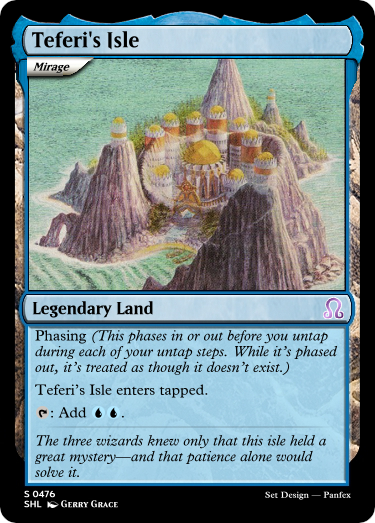 Teferi's Isle
Mirage
Legendary Land
Phasing (This phases in or out before you untap
during each of your untap steps. While it's phased
out, it's treated as though it doesn't exist.)
Teferi's Isle enters tapped.
: Add .
The three wizards knew only that this isle held a
great mystery—and that patience alone would
solve it.
S 0476
Set Design — Panfex
SHL Gerry Grace